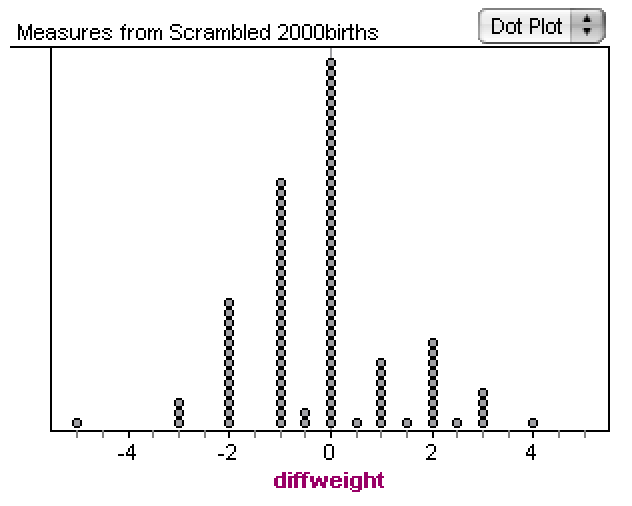 Measures from Scrambled 2000births
Dot Plot
-4 -2 0 2 4
diffweight